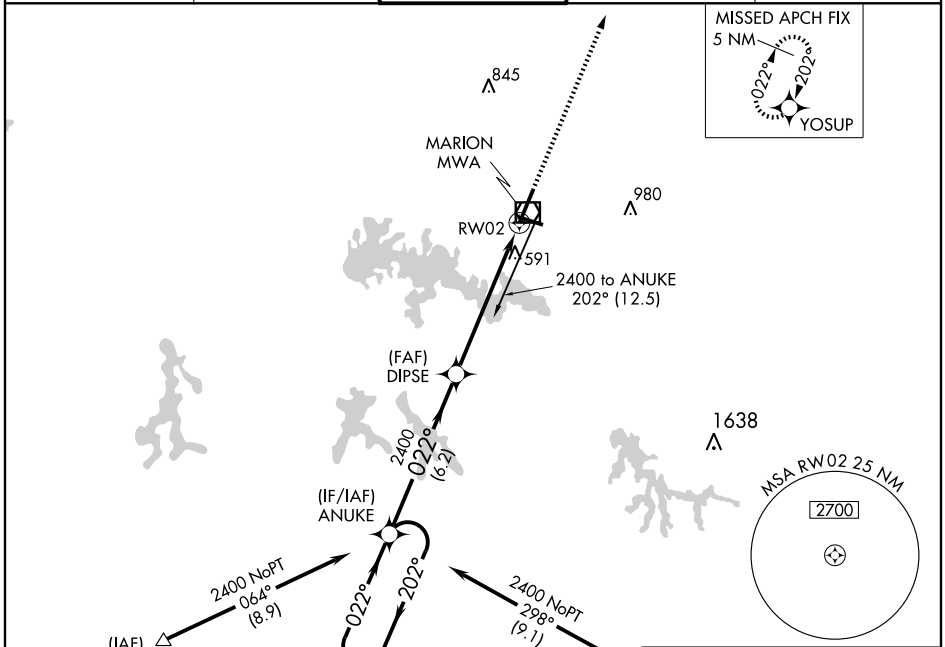 MISSED APCH FIX
5 NM
022°
202°
YOSUP
845
MARION
MWA
980
RW02
591
2400 to ANUKE
202° (12.5)
(FAF)
DIPSE
1638
2400
022°
(6.2)
MSA RW02 25 NM
2700
(IF/IAF)
ANUKE
2400 NoPT
064°
(8.9)
022°
202°
2400 NoPT
298°
(9.1)
(IAF)